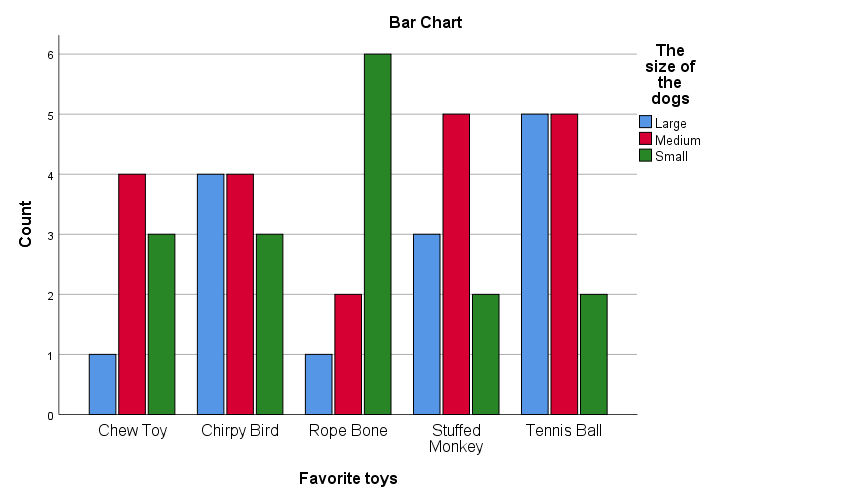 Bar Chart
6
5
4
3
2
1
0
Count
Chew Toy
Chirpy Bird
Rope Bone
Stuffed
Monkey
Tennis Ball
Favorite toys
The
size of
the
dogs
Large
Medium
Small